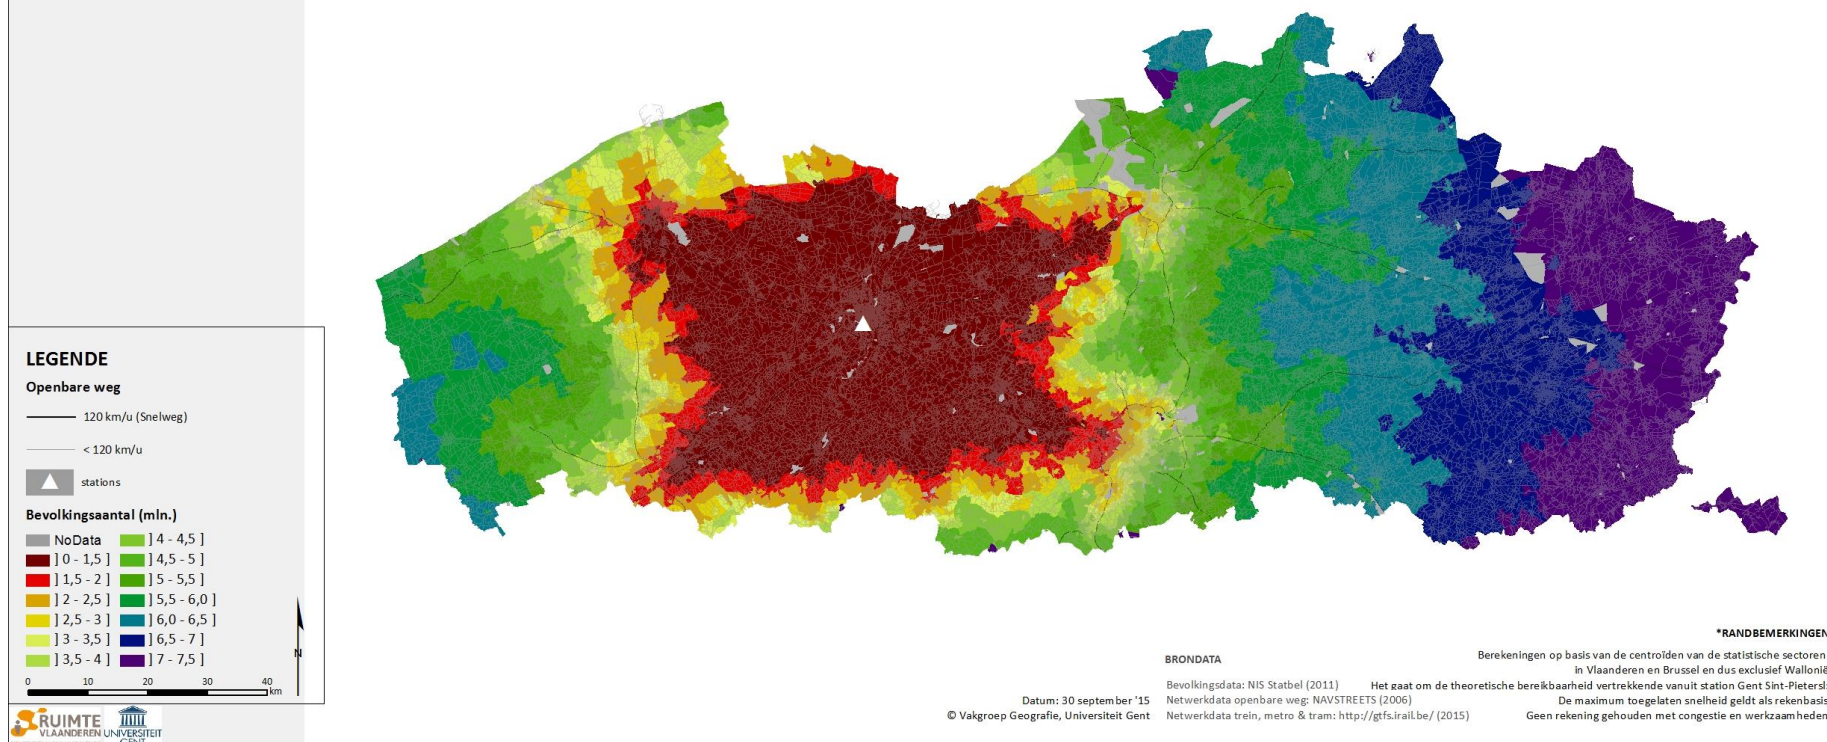 LEGENDE
Openbare weg
120 km/u (Snelweg)
< 120 km/u
stations
Bevolkingsaantal (mln.)
NoData
] 0 - 1,5 ]
] 1,5 - 2 ]
] 2 - 2,5 ]
] 2,5 - 3 ]
] 3 - 3,5 ]
] 3,5 - 4 ]
] 4 - 4,5 ]
] 4,5 - 5 ]
] 5 - 5,5 ]
] 5,5 - 6,0 ]
] 6,0 - 6,5 ]
] 6,5 - 7 ]
] 7 - 7,5 ]
N
0 10 20 30 40 km
RUIMTE
VLAANDEREN
UNIVERSITEIT
GENT
Datum: 30 september '15
© Vakgroep Geografie, Universiteit Gent
BRONDATA
Bevolkingsdata: NIS Statbel (2011)
Netwerkdata openbare weg: NAVSTREETS (2006)
Netwerkdata trein, metro & tram: http://gtfs.irail.be/ (2015)
*RANDBEMERKINGEN
Berekeningen op basis van de centroïden van de statistische sectoren
in Vlaanderen en Brussel en dus exclusief Wallonië
Het gaat om de theoretische bereikbaarheid vertrekkende vanuit station Gent Sint-Pieters
De maximum toegelaten snelheid geldt als rekenbasis
Geen rekening gehouden met congestie en werkzaamheden